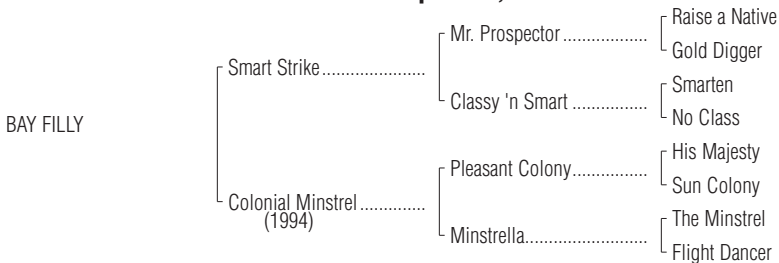 Raise a Native
Mr. Prospector ..................
Gold Digger
Smart Strike......................
Smarten
Classy 'n Smart ................
No Class
BAY FILLY
His Majesty
Pleasant Colony................
Sun Colony
Colonial Minstrel ..............
(1994)
The Minstrel
Minstrella..........................
Flight Dancer